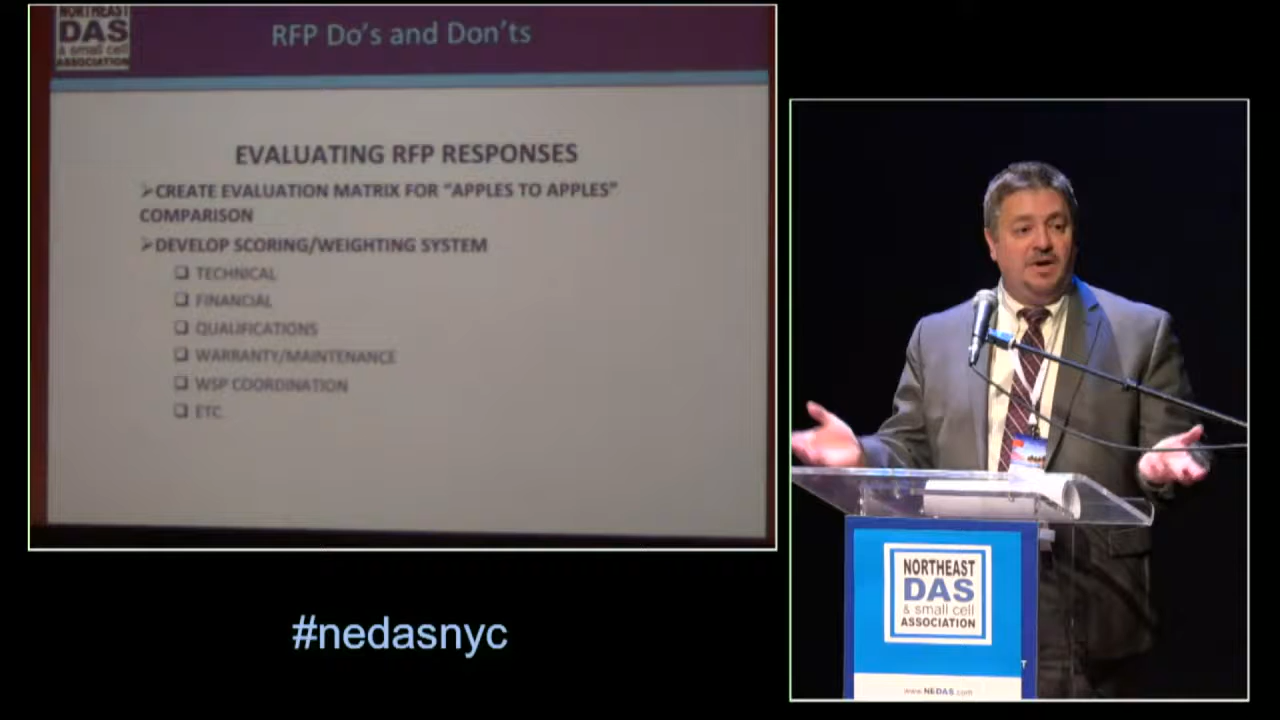 NORTHEAST
DAS
& small cell
ASSOCIATION
RFP Do's and Don'ts
EVALUATING RFP RESPONSES
➢CREATE EVALUATION MATRIX FOR "APPLES TO APPLES"
COMPARISON
➢DEVELOP SCORING/WEIGHTING SYSTEM
❑ TECHNICAL
❑ FINANCIAL
❑ QUALIFICATIONS
❑ WARRANTY/MAINTENANCE
❑ WSP COORDINATION
❑ ETC.
#nedasnyc
NORTHEAST
DAS
& small cell
ASSOCIATION
T
www.NEDAS.com